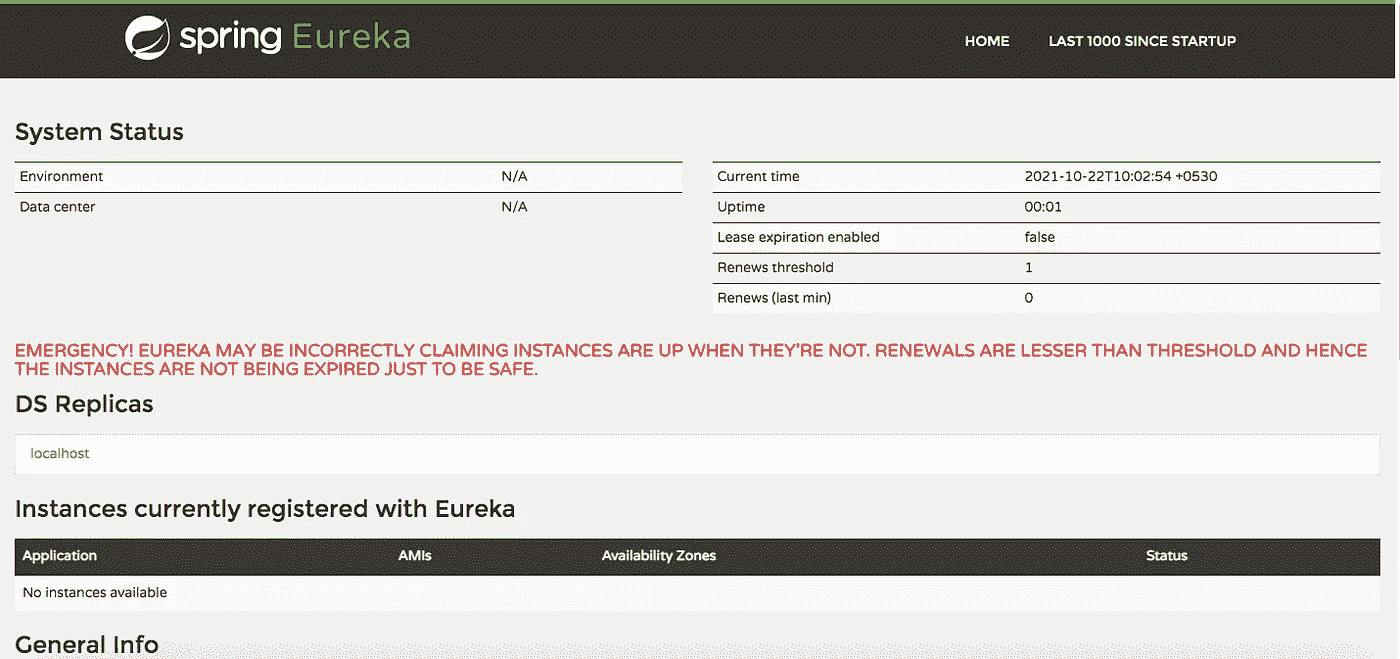 spring Eureka
HOME LAST 1000 SINCE STARTUP
System Status
Environment N/A
Data center N/A
Current time 2021-10-22T10:02:54 +0530
Uptime 00:01
Lease expiration enabled false
Renews threshold 1
Renews (last min) 0
EMERGENCY! EUREKA MAY BE INCORRECTLY CLAIMING INSTANCES ARE UP WHEN THEY'RE NOT. RENEWALS ARE LESSER THAN THRESHOLD AND HENCE
THE INSTANCES ARE NOT BEING EXPIRED JUST TO BE SAFE.
DS Replicas
localhost
Instances currently registered with Eureka
Application AMIs Availability Zones Status
No instances available
General Info